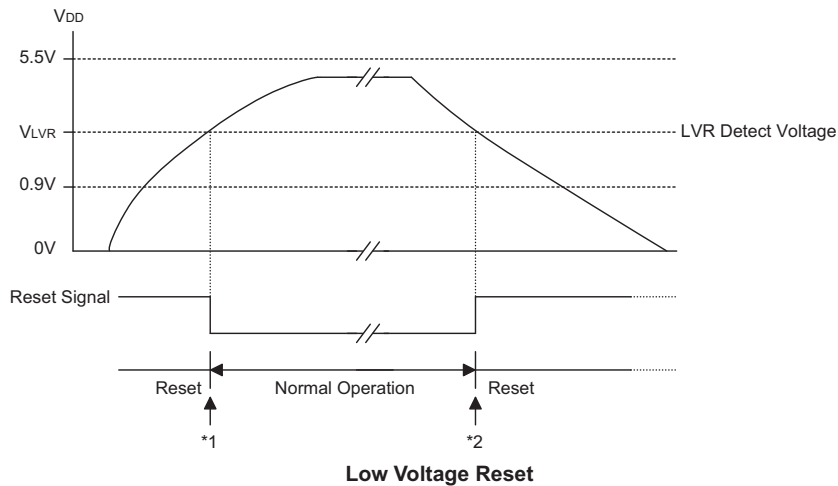 VDD
5.5V
VLVR
LVR Detect Voltage
0.9V
0V
Reset Signal
Reset
Normal Operation
Reset
*1
*2
Low Voltage Reset